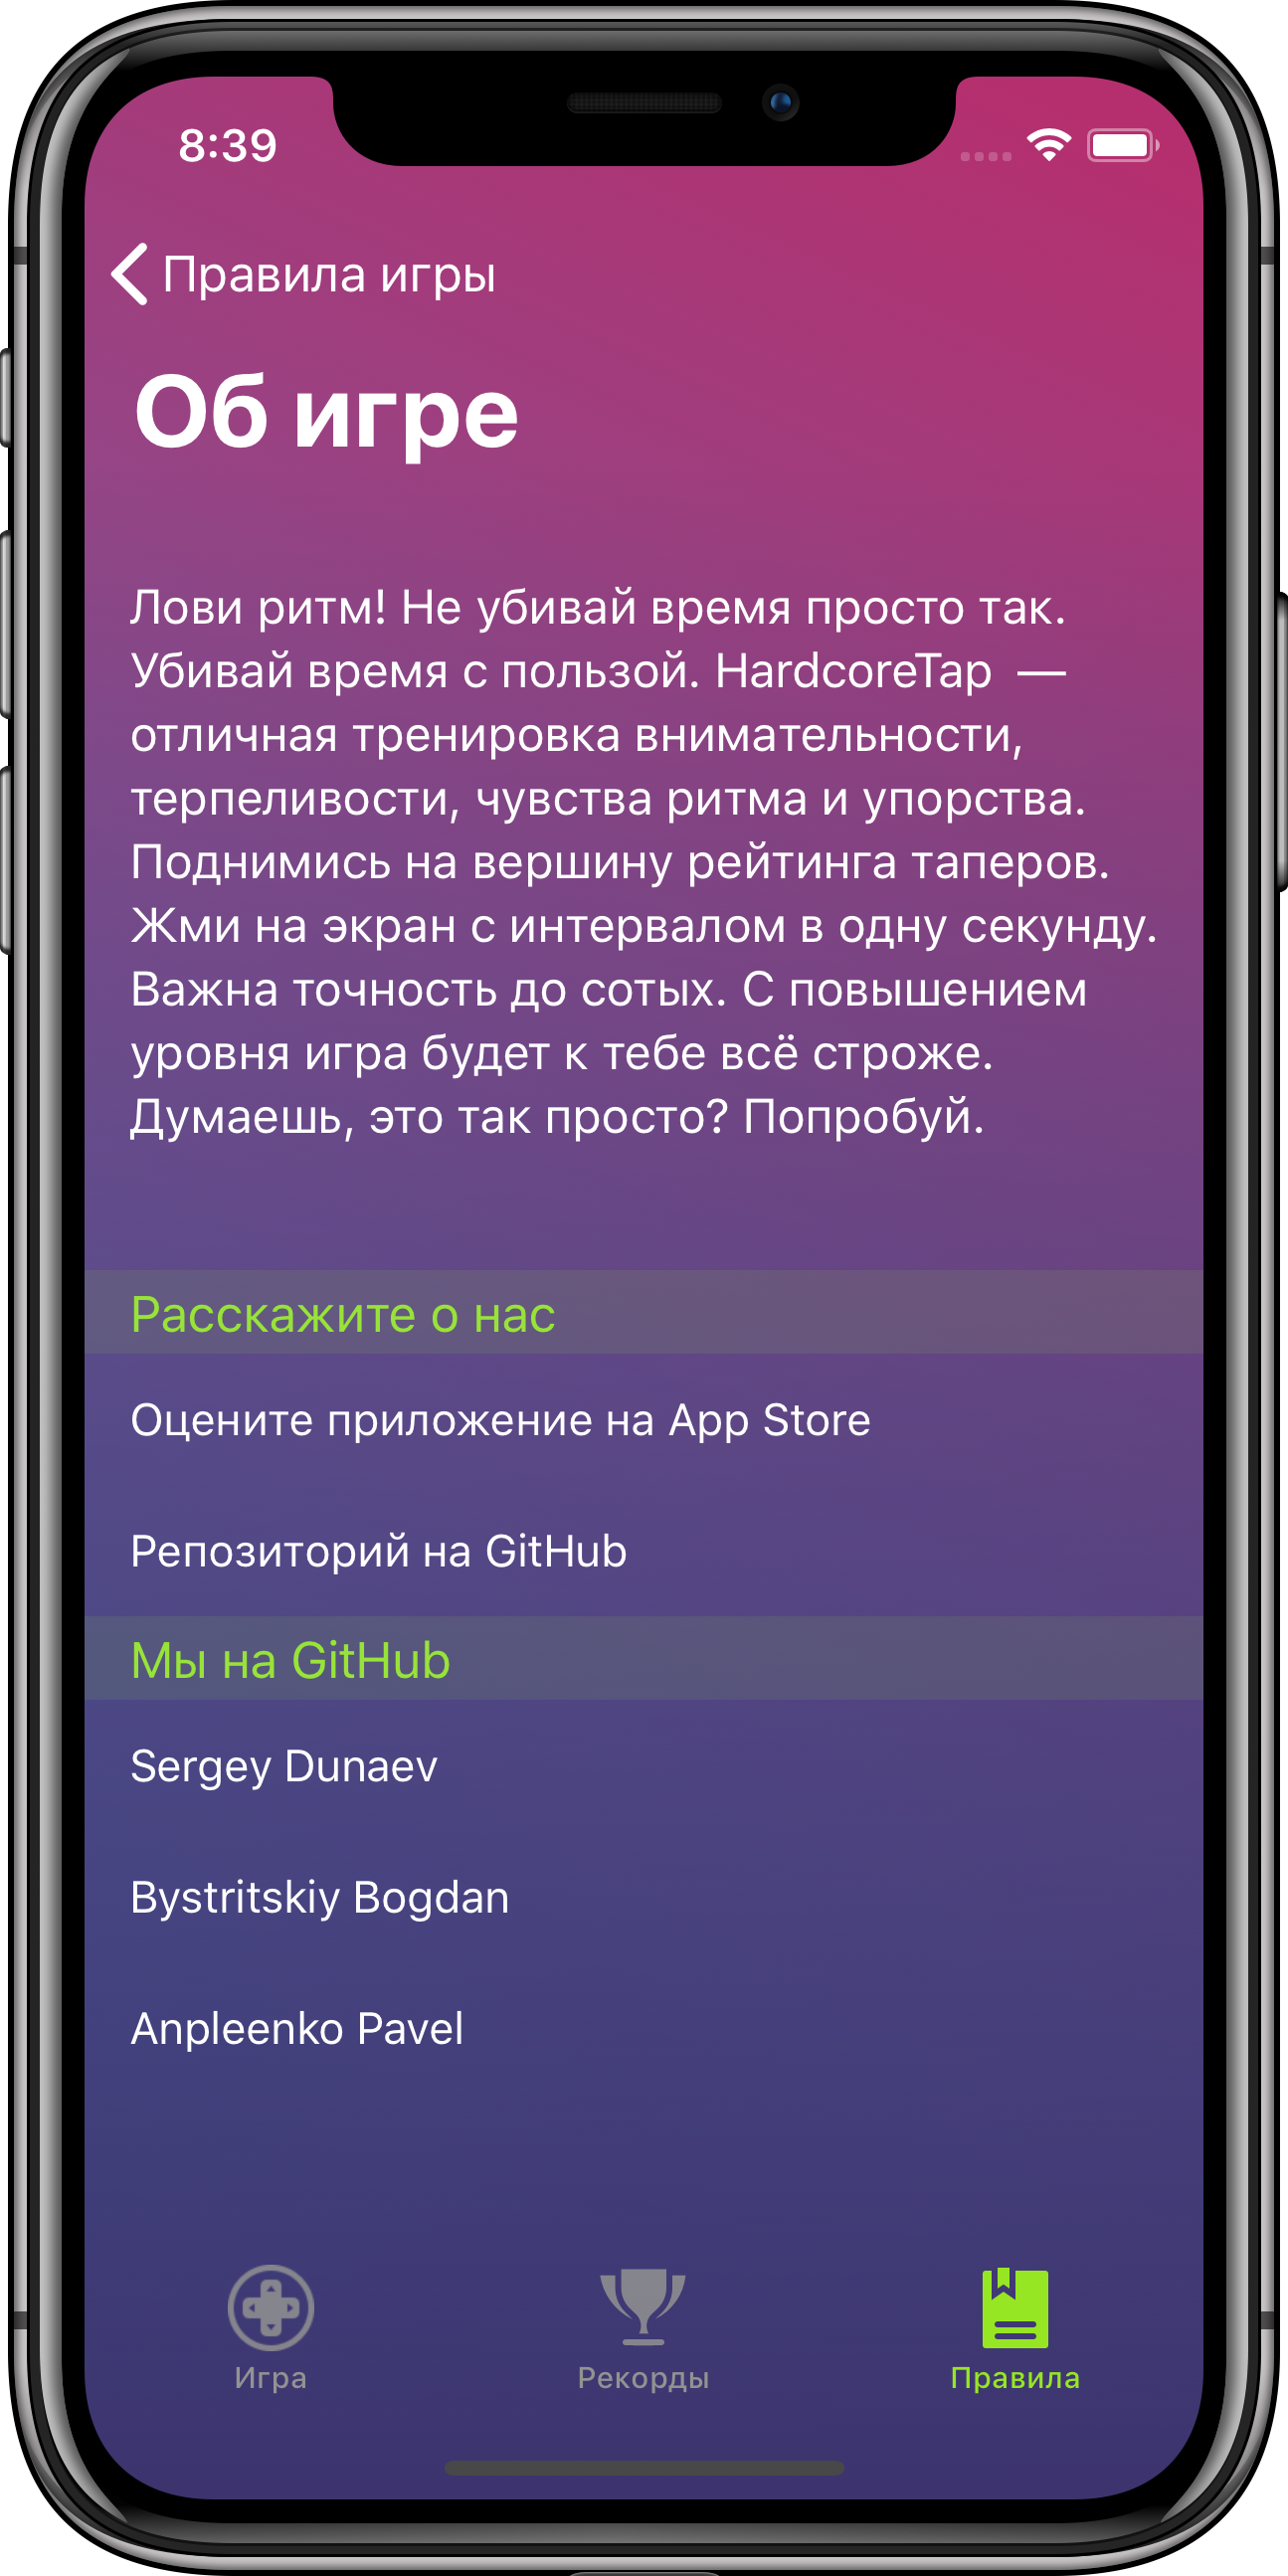 8:39
Правила игры
Об игре
Лови ритм! Не убивай время просто так.
Убивай время с пользой. HardcoreTap —
отличная тренировка внимательности,
терпеливости, чувства ритма и упорства.
Поднимись на вершину рейтинга таперов.
Жми на экран с интервалом в одну секунду.
Важна точность до сотых. С повышением
уровня игра будет к тебе всё строже.
Думаешь, это так просто? Попробуй.
Расскажите о нас
Оцените приложение на App Store
Репозиторий на GitHub
Мы на GitHub
Sergey Dunaev
Bystritskiy Bogdan
Anpleenko Pavel
Игра Рекорды Правила